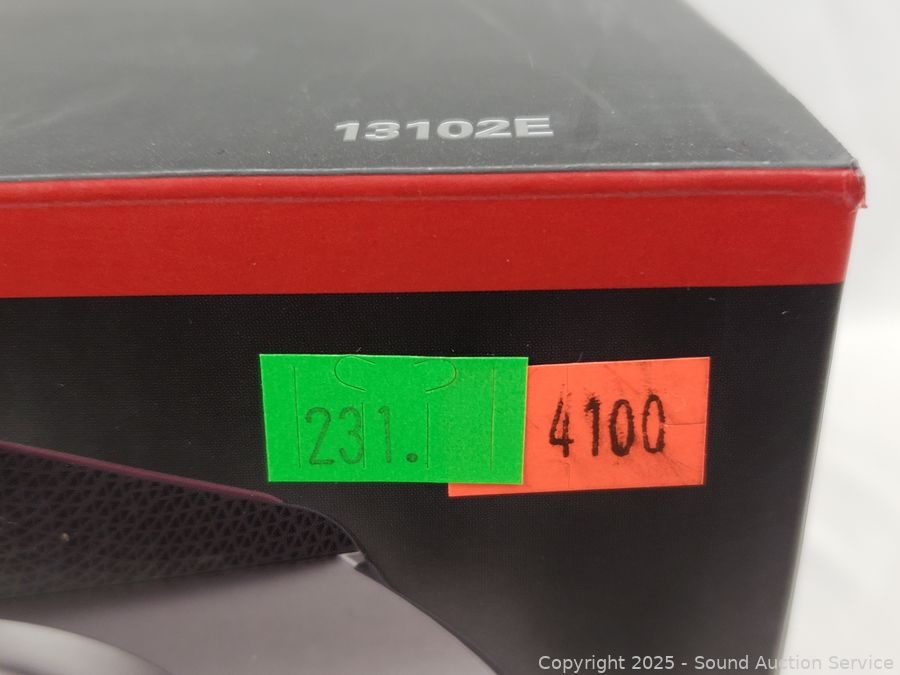 13102E
231.
4100
Copyright 2025 - Sound Auction Service